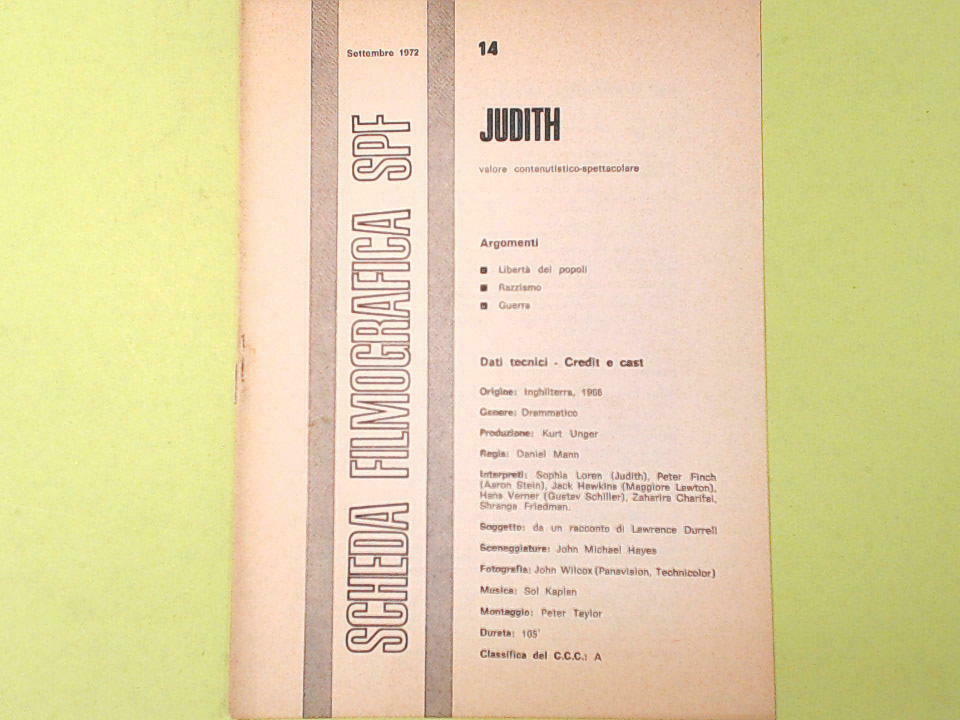 Settembre 1972
SCHEDA FILMOGRAFICA SPF
14
JUDITH
valore contenutistico-spettacolare
Argomenti
Libertà dei popoli
Razzismo
Guerra
Dati tecnici - Credit e cast
Origine: Inghilterra, 1966
Genere: Drammatico
Produzione: Kurt Unger
Regia: Daniel Mann
Interpreti: Sophia Loren (Judith), Peter Finch
(Aaron Stein), Jack Hawkins (Maggiore Lawton),
Hans Verner (Gustav Schiller), Zaharira Charifai,
Shranga Friedman.
Soggetto: da un racconto di Lawrence Durrell
Sceneggiatura: John Michael Hayes
Fotografia: John Wilcox (Panavision, Technicolor)
Musica: Sol Kaplan
Montaggio: Peter Taylor
Durata: 105'
Classifica del C.C.C.: A